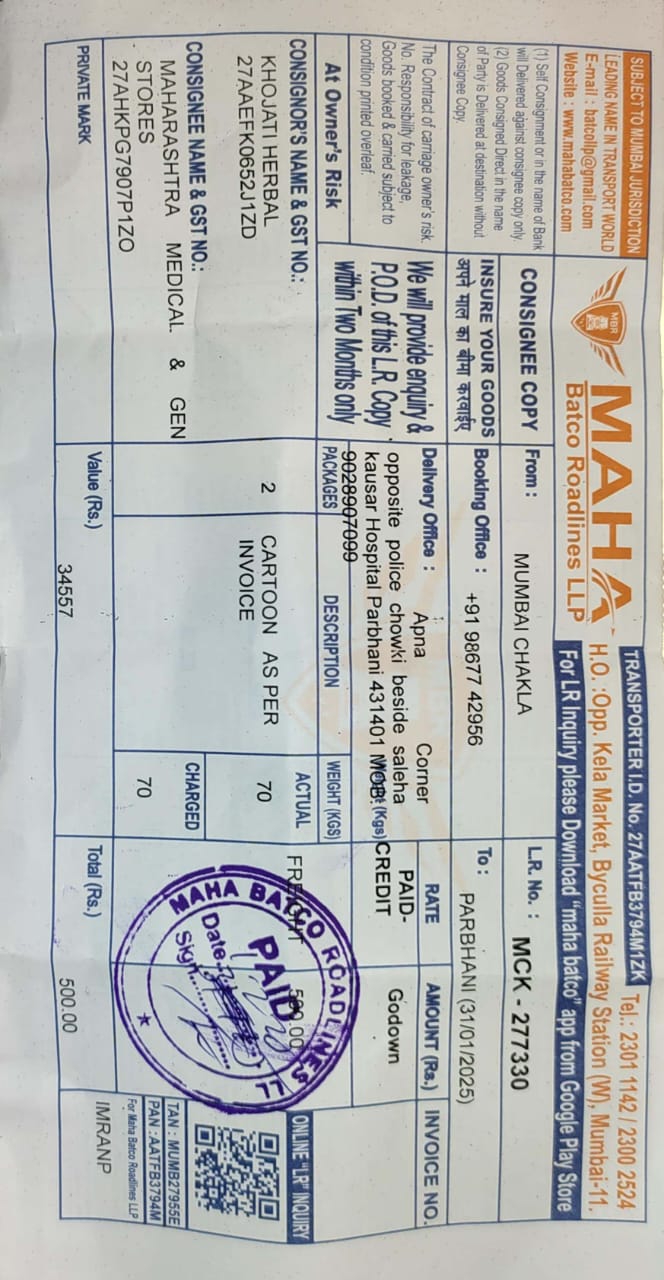 SUBJECT TO MUMBAI JURISDICTION
LEADING NAME IN TRANSPORT WORLD
E-mail : batcollp@gmail.com
Website : www.mahabatco.com
MBR
MAHA
Batco Roadlines LLP
TRANSPORTER I.D. No. 27AATFB3794M1ZK
Tel.: 2301 1142 / 2300 2524
H.O. :Opp. Kela Market, Byculla Railway Station (W), Mumbai-11.
For LR Inquiry please Download "maha batco" app from Google Play Store
(1) Self Consignment or in the name of Bank
will Delivered against consignee copy only.
(2) Goods Consigned Direct in the name
of Party is Delivered at destination without
Consignee Copy.
CONSIGNEE COPY
From : MUMBAI CHAKLA
L.R. No. : MCK - 277330
INSURE YOUR GOODS
अपने माल का बीमा करवाईए
Booking Office : +91 98677 42956
To : PARBHANI (31/01/2025)
The Contract of carriage owner's risk.
No. Responsibility for leakage,
Goods booked & carried subject to
condition printed overleaf.
We will provide enquiry &
P.O.D. of this L.R. Copy
within Two Months only
Delivery Office : Apna Corner
opposite police chowki beside saleha
kausar Hospital Parbhani 431401
9028907099
RATE
AMOUNT (Rs.)
INVOICE NO.
PAID-
CREDIT
Godown
At Owner's Risk
PACKAGES
DESCRIPTION
WEIGHT (KGS)
CONSIGNOR'S NAME & GST NO.:
KHOJATI HERBAL
27AAEFK0652J1ZD
2
CARTOON AS PER
INVOICE
ACTUAL
70
FREIGHT
500.00
ONLINE "LR" INQUIRY
CONSIGNEE NAME & GST NO.:
MAHARASHTRA MEDICAL & GEN
STORES
27AHKPG7907P1ZO
CHARGED
70
MAHA BATCO ROADLINES LL
PAID
Date
Sign
TAN : MUMB27955E
PAN : AATFB3794M
For Maha Batco Roadlines LLP
PRIVATE MARK
Value (Rs.)
34557
Total (Rs.)
500.00
IMRANP